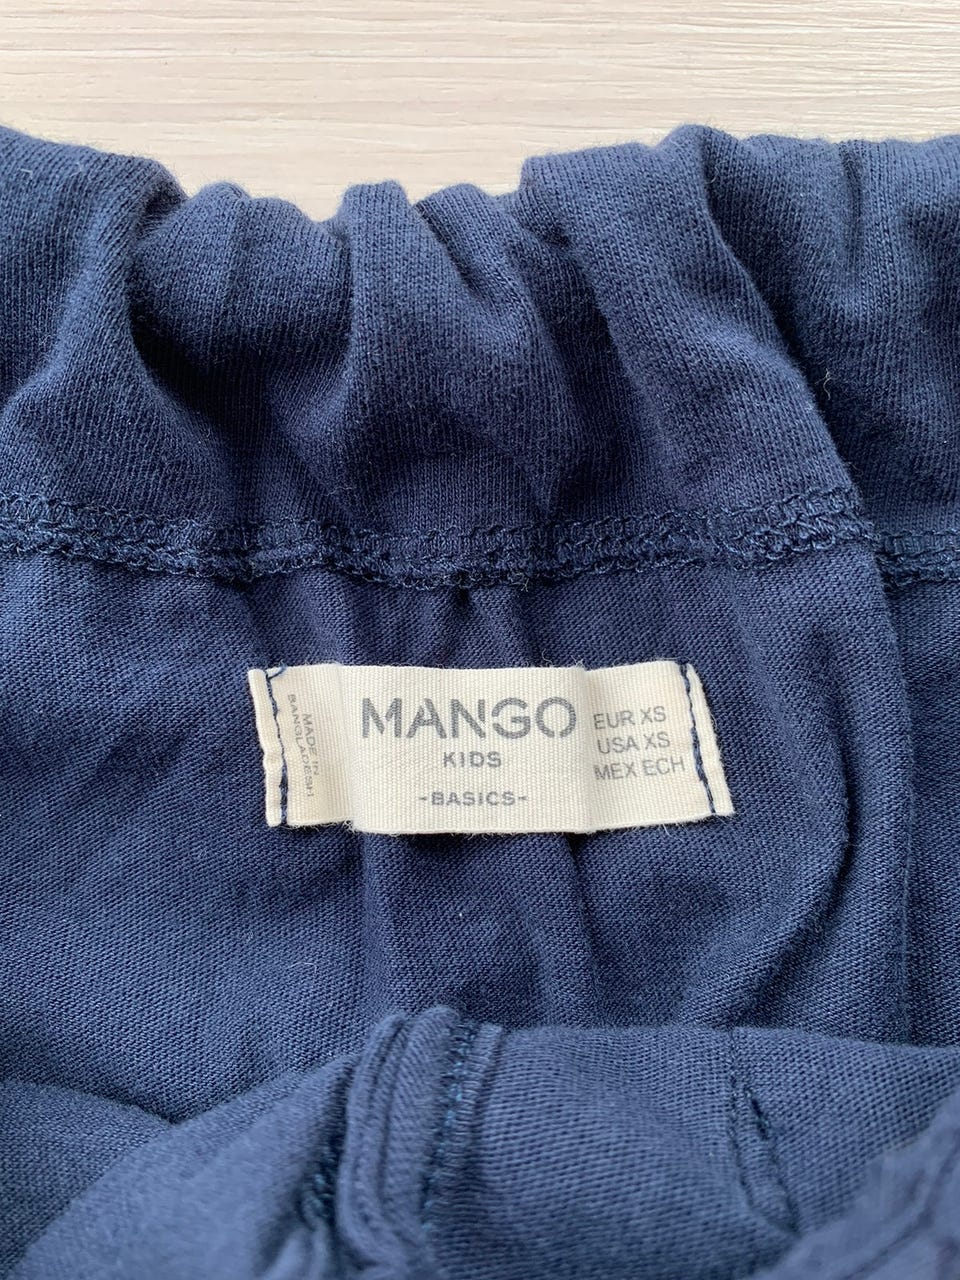 MADE IN
BANGLADESH
MANGO
KIDS
-BASICS-
EUR XS
USA XS
MEX ECH